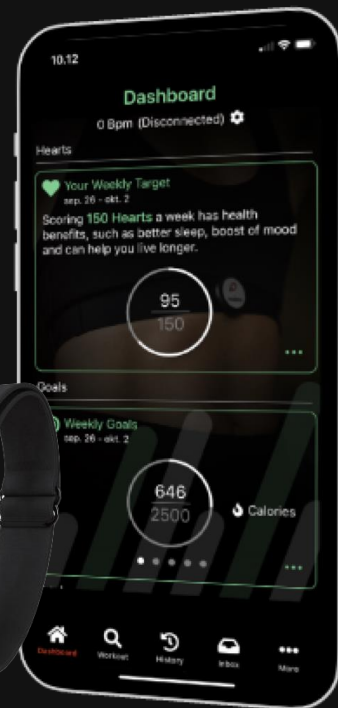 10.12
Dashboard
0 Bpm (Disconnected)
Hearts
Your Weekly Target
sep. 26 - okt. 2
Scoring 150 Hearts a week has health
benefits, such as better sleep, boost of mood
and can help you live longer.
95
150
Goals
Weekly Goals
sep. 26 - okt. 2
646
2500
Calories
Dashboard
Workout
History
Inbox
More